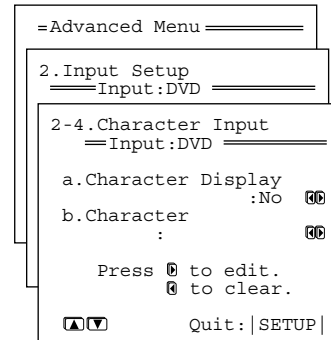 =Advanced Menu
2.Input Setup
Input:DVD
2-4.Character Input
Input:DVD
a.Character Display
:No
b.Character
:
Press to edit.
to clear.
Quit:|SETUP|